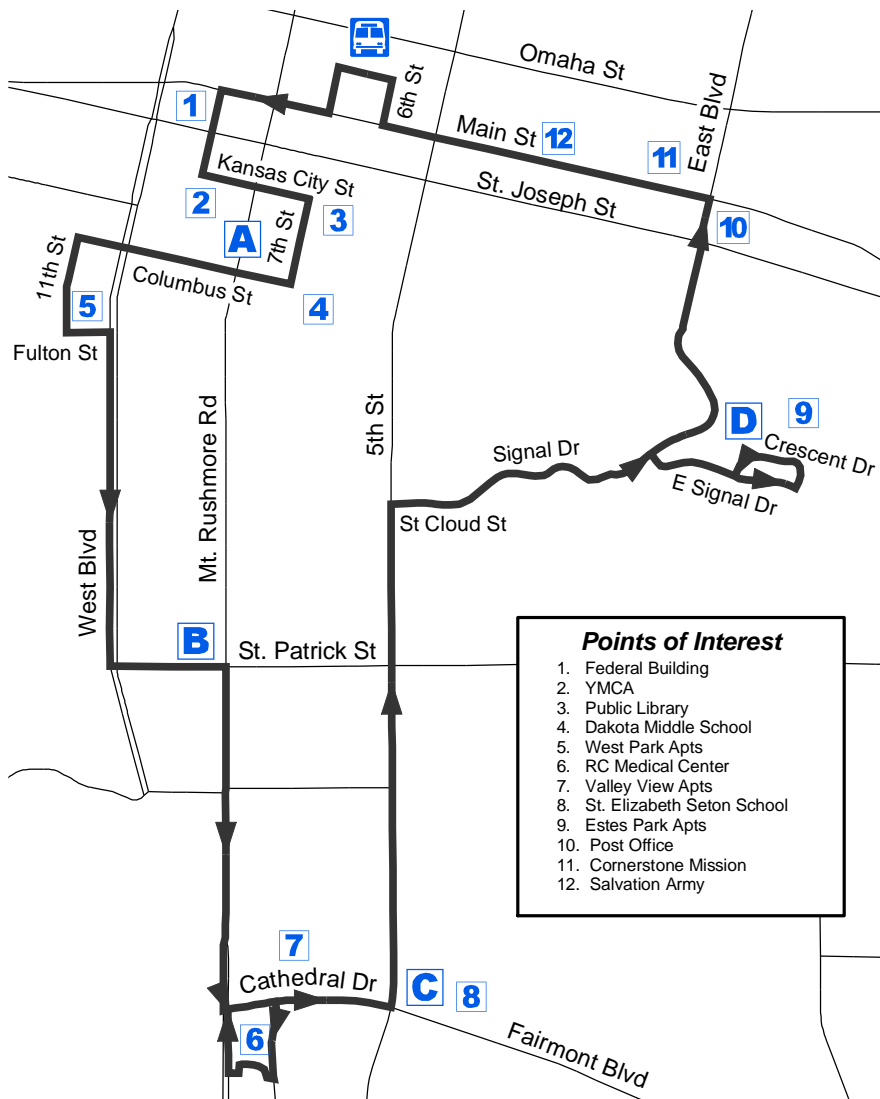 Omaha St
6th St
East Blvd
1
Main St
12
11
Kansas City St
St. Joseph St
2
3
10
A
7th St
11th St
Columbus St
4
5
Fulton St
Mt. Rushmore Rd
5th St
D
9
Crescent Dr
Signal Dr
E Signal Dr
St Cloud St
West Blvd
B
St. Patrick St
Points of Interest
1. Federal Building
2. YMCA
3. Public Library
4. Dakota Middle School
5. West Park Apts
6. RC Medical Center
7. Valley View Apts
8. St. Elizabeth Seton School
9. Estes Park Apts
10. Post Office
11. Cornerstone Mission
12. Salvation Army
7
Cathedral Dr
C
8
6
Fairmont Blvd